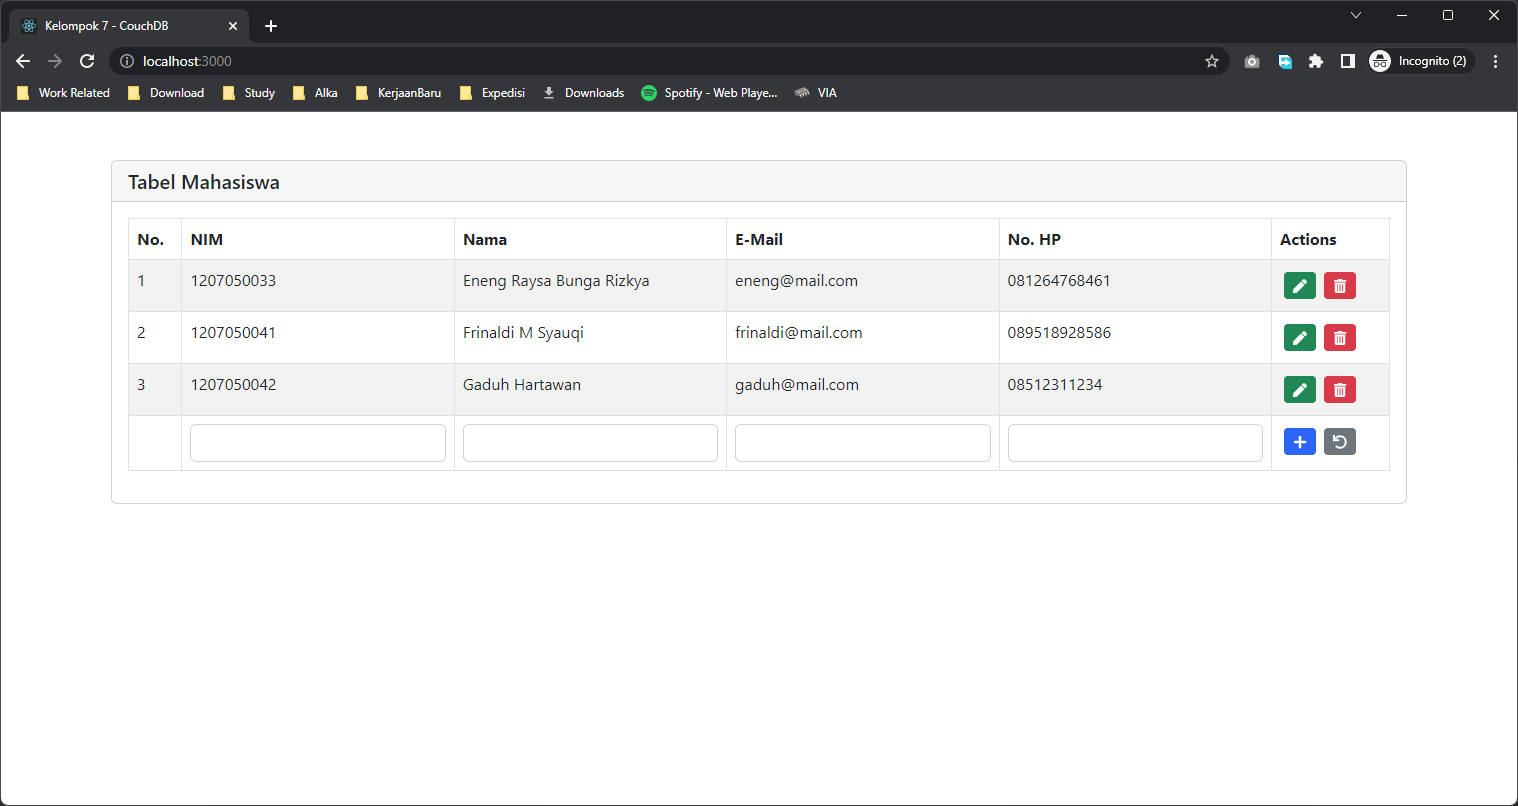 Kelompok 7 - CouchDB
localhost:3000
Incognito (2)
Work Related Download Study Alka KerjaanBaru Expedisi Downloads Spotify - Web Playe... VIA
Tabel Mahasiswa
No. NIM Nama E-Mail No. HP Actions
1 1207050033 Eneng Raysa Bunga Rizkya eneng@mail.com 081264768461
2 1207050041 Frinaldi M Syauqi frinaldi@mail.com 089518928586
3 1207050042 Gaduh Hartawan gaduh@mail.com 08512311234